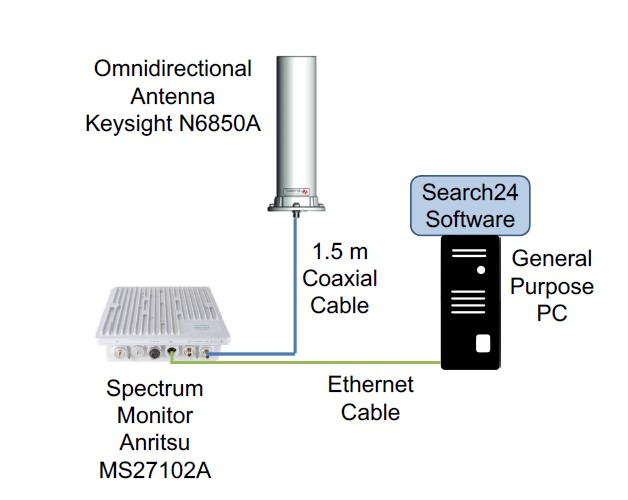 Omnidirectional
Antenna
Keysight N6850A
Search24
Software
1.5 m
Coaxial
Cable
General
Purpose
PC
Ethernet
Cable
Spectrum
Monitor
Anritsu
MS27102A